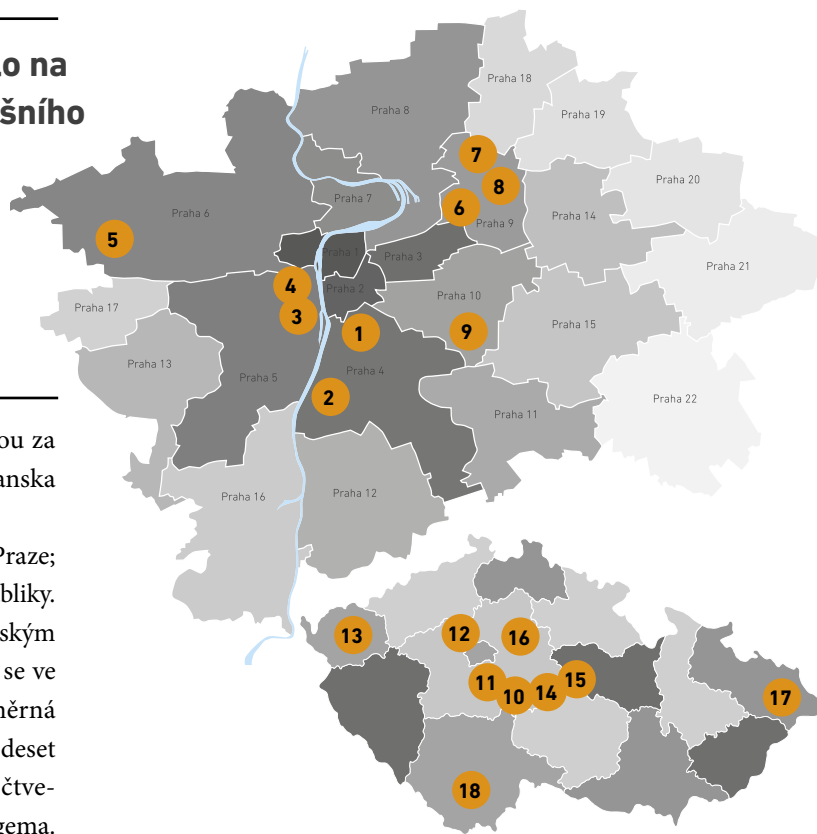 o na
šního
ou za
anska
Praze;
bliky.
ským
se ve
ěrná
deset
čtve-
gema.
Praha 18
Praha 8
Praha 19
7
Praha 20
8
Praha 7
6
Praha 6
Praha 9
Praha 14
5
Praha 1
Praha 3
Praha 21
4
Praha 2
Praha 10
Praha 17
3
1
9
Praha 15
Praha 13
Praha 5
Praha 4
2
Praha 22
Praha 11
Praha 16
Praha 12
13
12
16
11
10
14
15
17
18